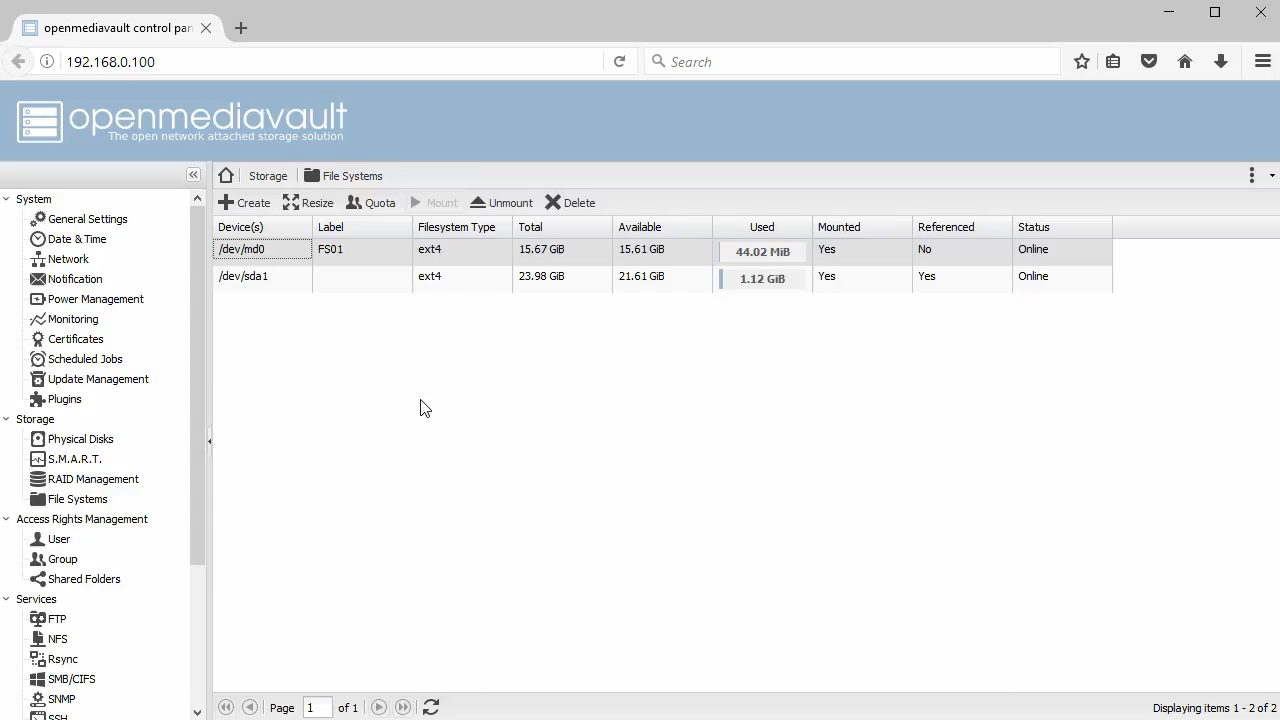 openmediavault control pan
192.168.0.100
Search
openmediavault
The open network attached storage solution
Storage
File Systems
System
General Settings
Date & Time
Network
Notification
Power Management
Monitoring
Certificates
Scheduled Jobs
Update Management
Plugins
Storage
Physical Disks
S.M.A.R.T.
RAID Management
File Systems
Access Rights Management
User
Group
Shared Folders
Services
FTP
NFS
Rsync
SMB/CIFS
SNMP
SSH
Create Resize Quota Mount Unmount Delete
Device(s) Label Filesystem Type Total Available Used Mounted Referenced Status
/dev/md0 FS01 ext4 15.67 GiB 15.61 GiB 44.02 MiB Yes No Online
/dev/sda1 ext4 23.98 GiB 21.61 GiB 1.12 GiB Yes Yes Online
Page 1 of 1
Displaying items 1 - 2 of 2